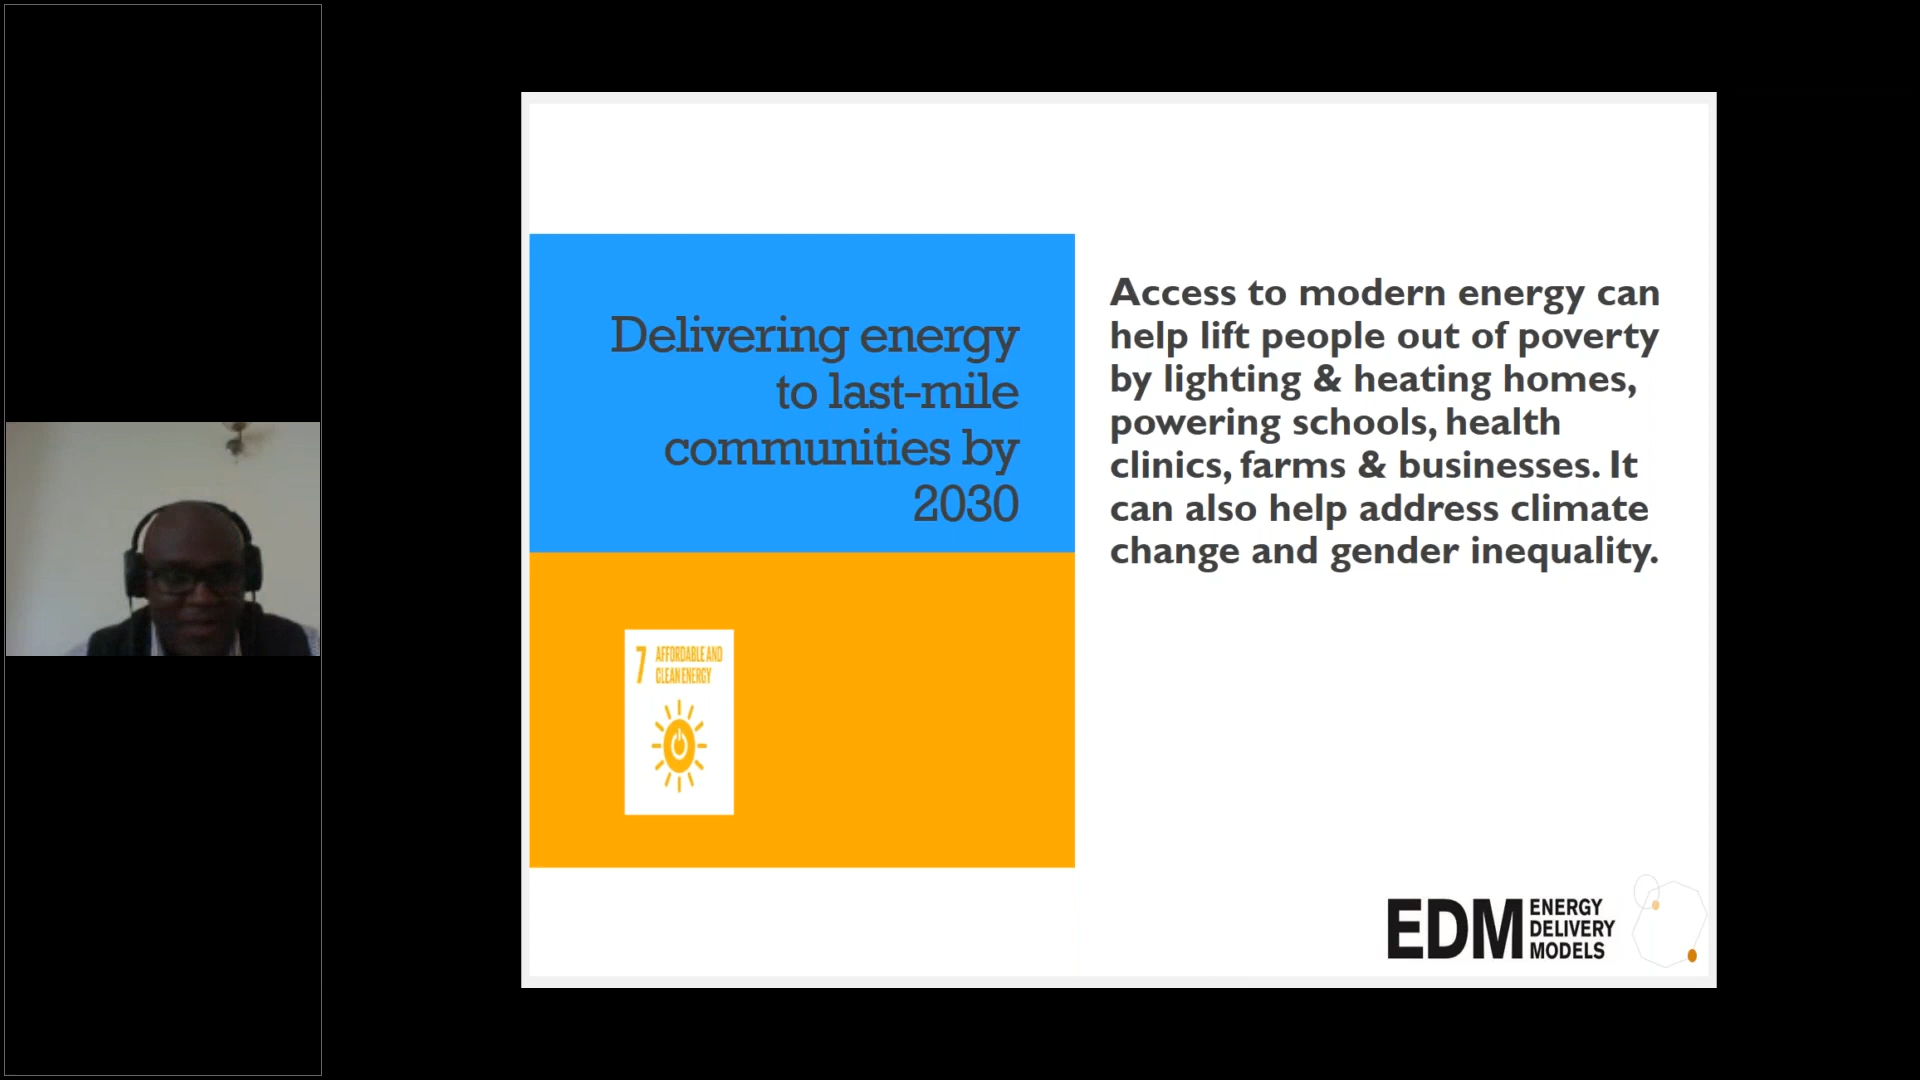 Delivering energy
to last-mile
communities by
2030
7 AFFORDABLE AND
CLEAN ENERGY
Access to modern energy can
help lift people out of poverty
by lighting & heating homes,
powering schools, health
clinics, farms & businesses. It
can also help address climate
change and gender inequality.
EDM ENERGY
DELIVERY
MODELS